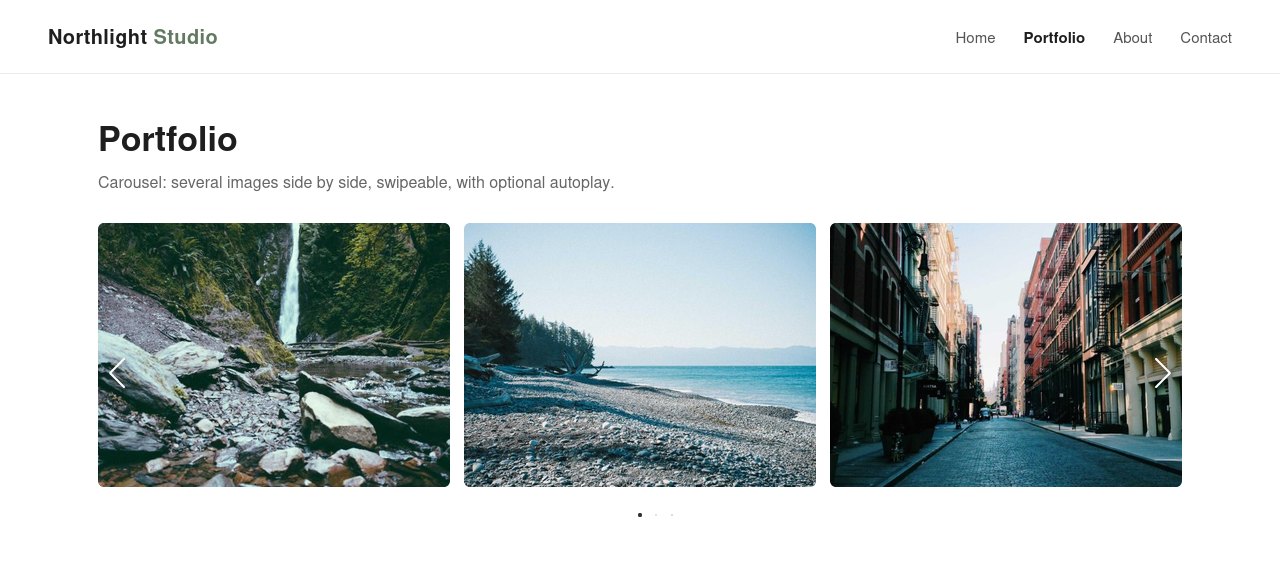 Northlight Studio
Home Portfolio About Contact
Portfolio
Carousel: several images side by side, swipeable, with optional autoplay.